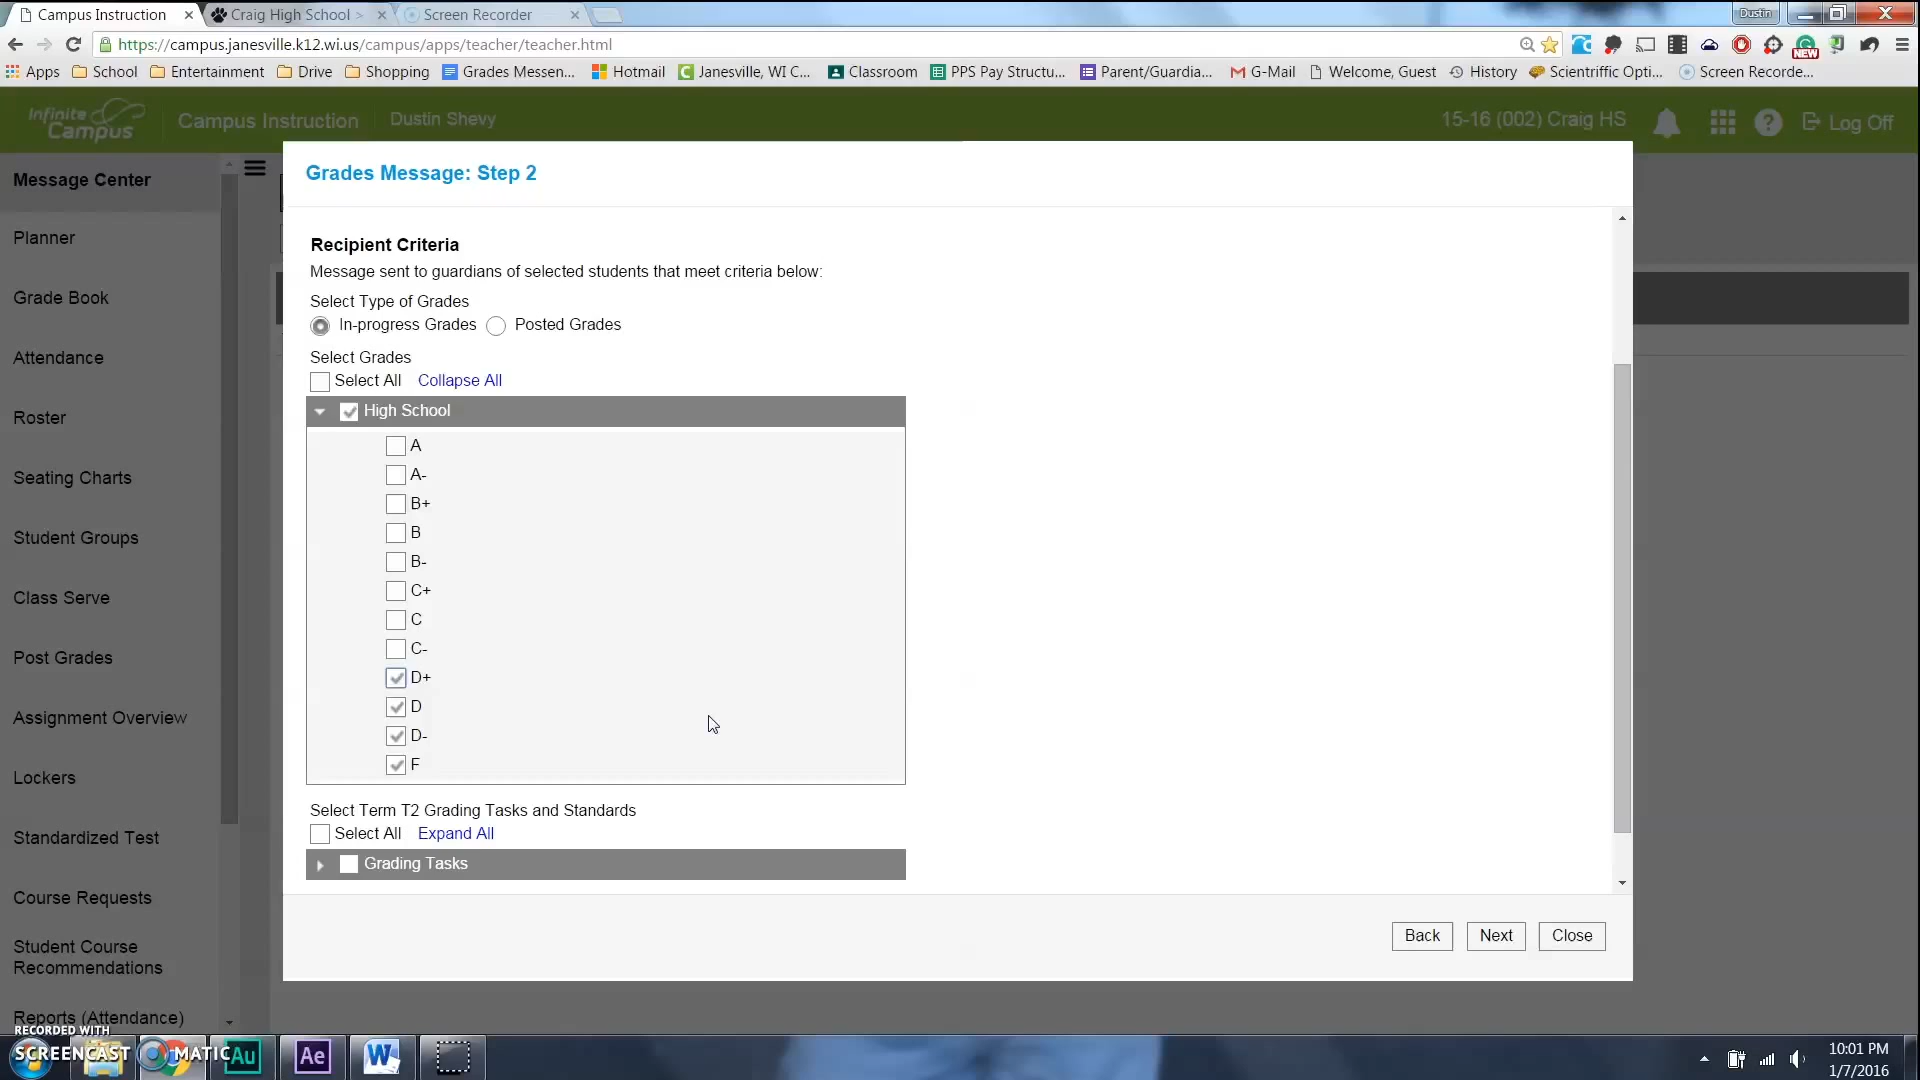 Campus Instruction
Craig High School >
Screen Recorder
Dustin
https://campus.janesville.k12.wi.us/campus/apps/teacher/teacher.html
NEW
Apps School Entertainment Drive Shopping Grades Messen... Hotmail Janesville, WI C... Classroom PPS Pay Structu... Parent/Guardia... G-Mail Welcome, Guest History Scientriffic Opti... Screen Recorde...
Infinite
Campus
Campus Instruction
Dustin Shevy
15-16 (002) Craig HS
Log Off
Message Center
Planner
Grade Book
Attendance
Roster
Seating Charts
Student Groups
Class Serve
Post Grades
Assignment Overview
Lockers
Standardized Test
Course Requests
Student Course
Recommendations
Reports (Attendance)
Grades Message: Step 2
Recipient Criteria
Message sent to guardians of selected students that meet criteria below:
Select Type of Grades
In-progress Grades Posted Grades
Select Grades
Select All Collapse All
High School
A
A-
B+
B
B-
C+
C
C-
D+
D
D-
F
Select Term T2 Grading Tasks and Standards
Select All Expand All
Grading Tasks
Back Next Close
RECORDED WITH
SCREENCAST MATIC
Au
Ae
W
10:01 PM
1/7/2016